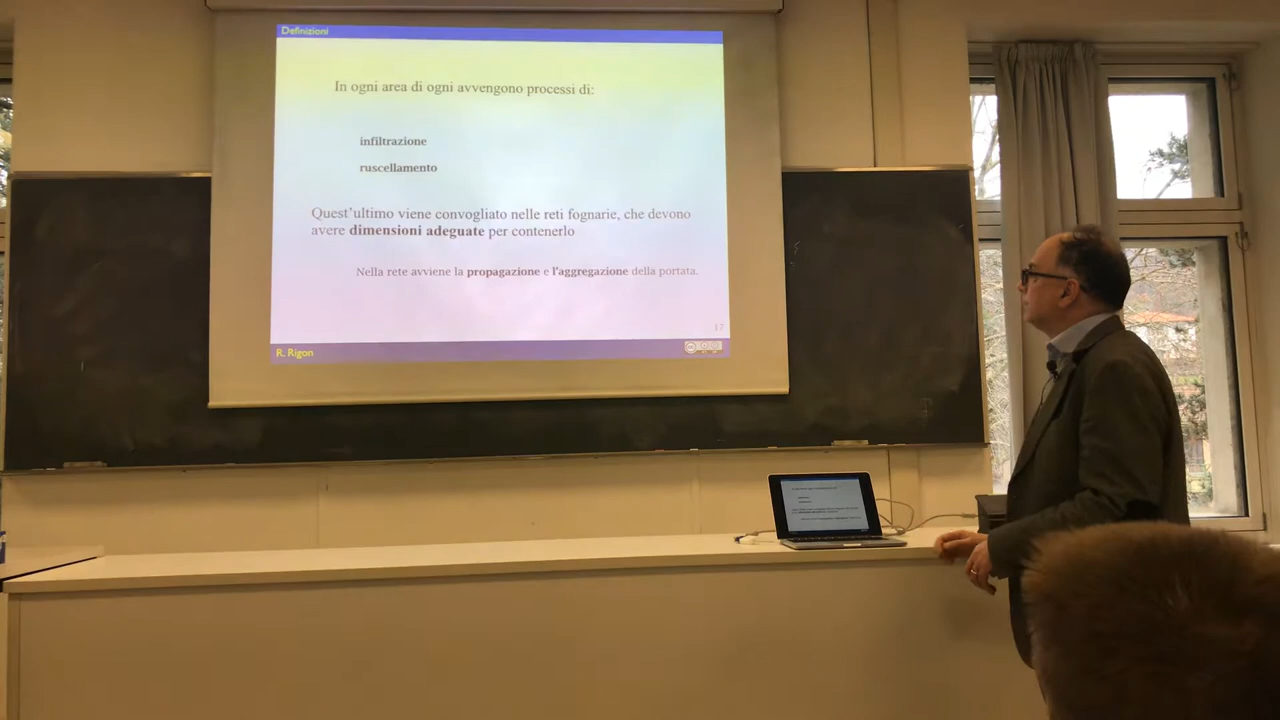 Definizioni
In ogni area di ogni avvengono processi di:
infiltrazione
ruscellamento
Quest'ultimo viene convogliato nelle reti fognarie, che devono
avere dimensioni adeguate per contenerlo
Nella rete avviene la propagazione e l'aggregazione della portata.
17
R. Rigon